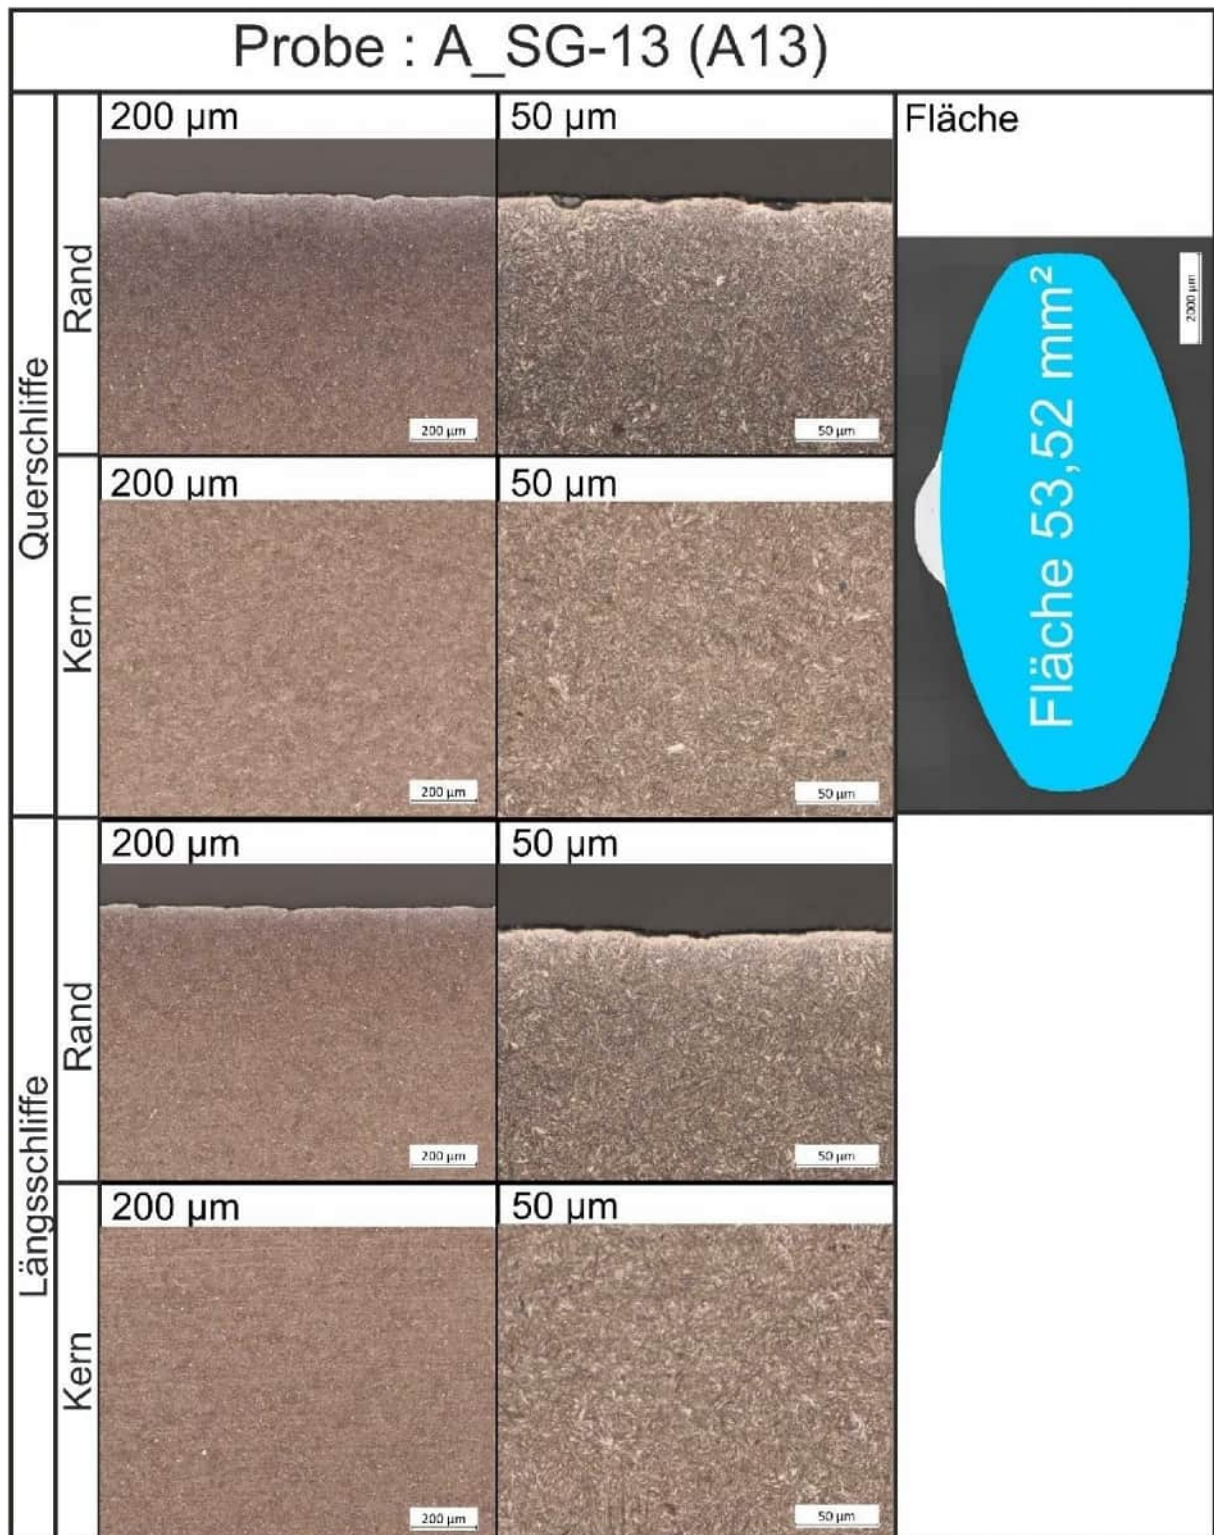 Probe : A_SG-13 (A13)
Querschliffe
Rand
200 µm
200 µm
50 µm
50 µm
Fläche
Fläche 53,52 mm²
2000 µm
Kern
200 µm
200 µm
50 µm
50 µm
Längsschliffe
Rand
200 µm
200 µm
50 µm
50 µm
Kern
200 µm
200 µm
50 µm
50 µm